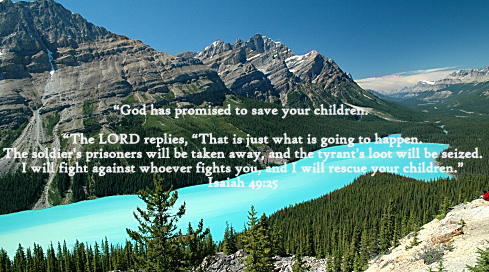 “God has promised to save your children.
“The LORD replies, “That is just what is going to happen.
The soldier's prisoners will be taken away, and the tyrant's loot will be seized.
I will fight against whoever fights you, and I will rescue your children.”
Isaiah 49:25